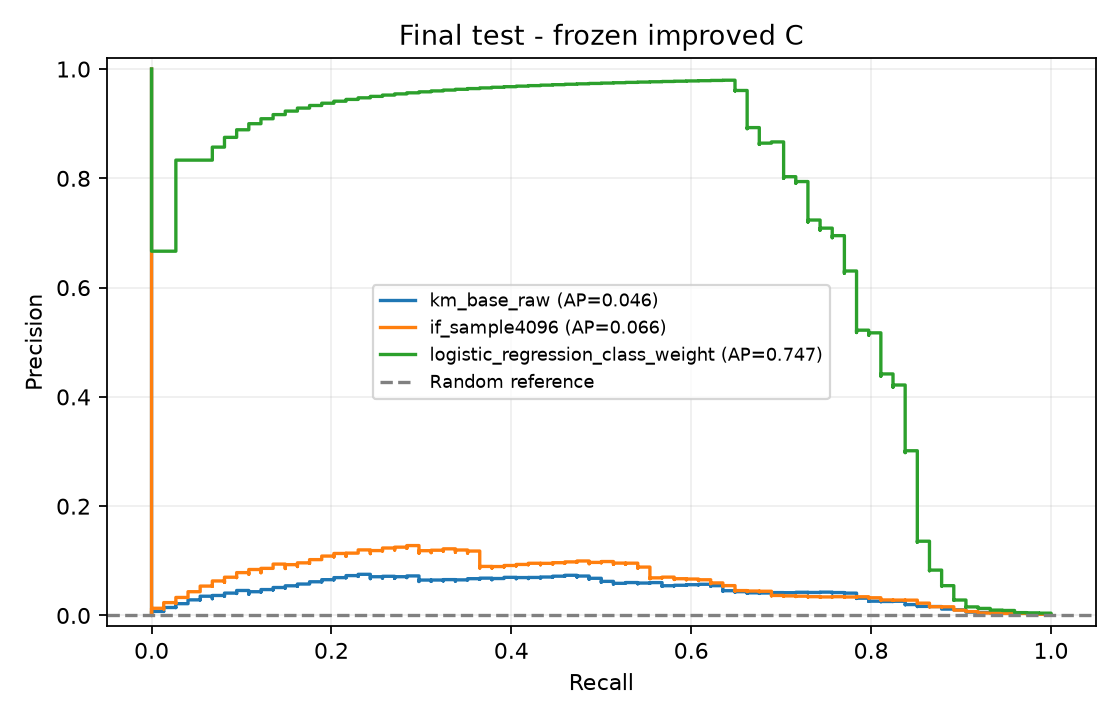 Final test - frozen improved C
Precision
1.0
0.8
0.6
0.4
0.2
0.0
km_base_raw (AP=0.046)
if_sample4096 (AP=0.066)
logistic_regression_class_weight (AP=0.747)
Random reference
0.0 0.2 0.4 0.6 0.8 1.0
Recall